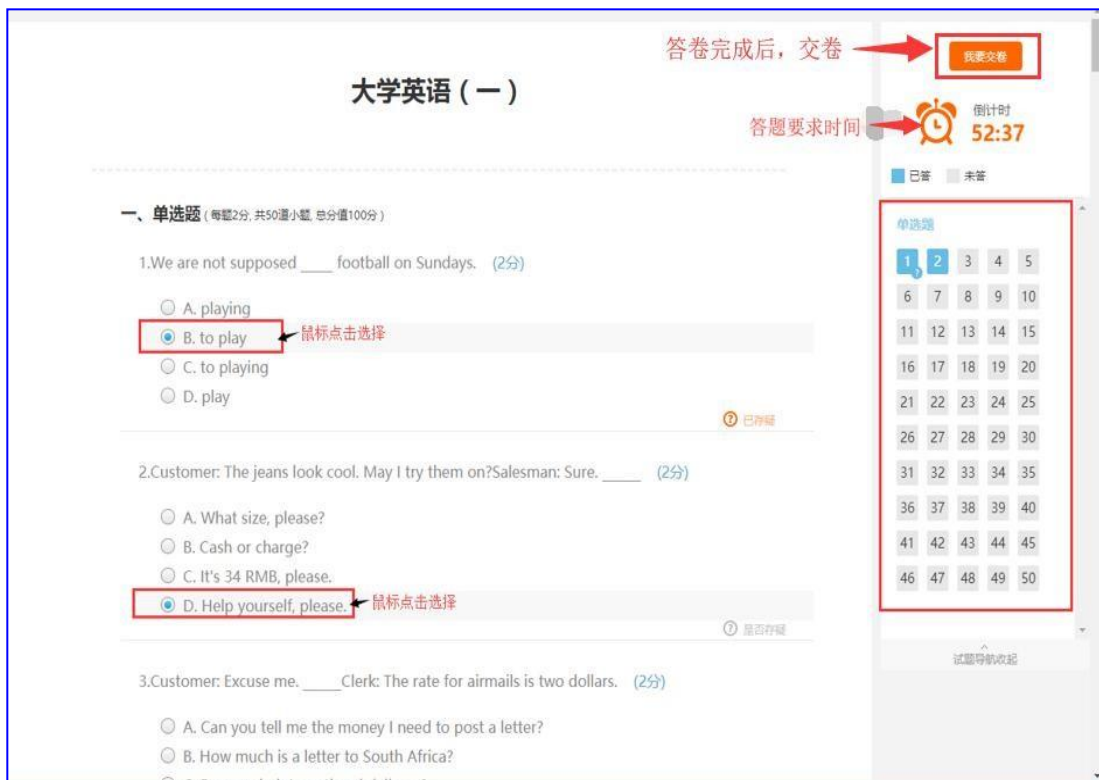 答卷完成后，交卷
我要交卷
大学英语（一）
答题要求时间
倒计时
52:37
已答 未答
一、单选题（每题2分, 共50道小题, 总分值100分）
1.We are not supposed ____ football on Sundays. (2分)
A. playing
B. to play 鼠标点击选择
C. to playing
D. play
已存疑
2.Customer: The jeans look cool. May I try them on?Salesman: Sure. _____ (2分)
A. What size, please?
B. Cash or charge?
C. It's 34 RMB, please.
D. Help yourself, please. 鼠标点击选择
是否存疑
3.Customer: Excuse me. _____Clerk: The rate for airmails is two dollars. (2分)
A. Can you tell me the money I need to post a letter?
B. How much is a letter to South Africa?
单选题
1 2 3 4 5
6 7 8 9 10
11 12 13 14 15
16 17 18 19 20
21 22 23 24 25
26 27 28 29 30
31 32 33 34 35
36 37 38 39 40
41 42 43 44 45
46 47 48 49 50
试题导航收起